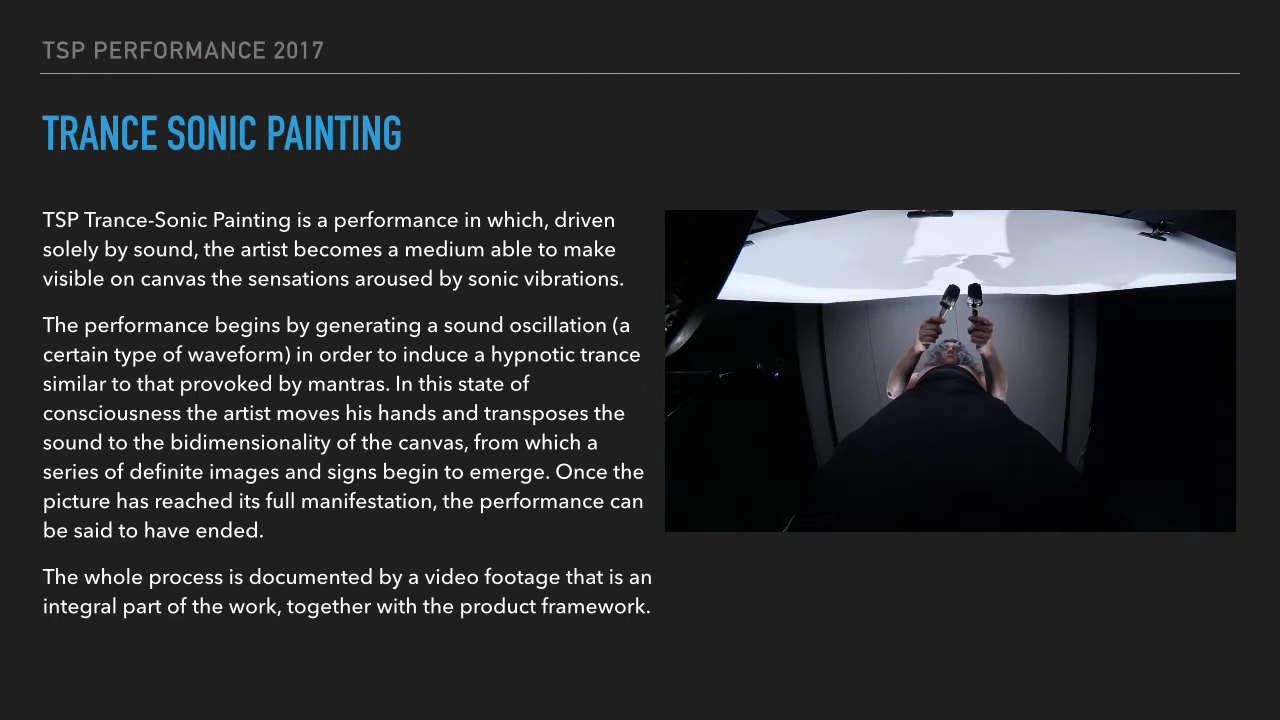 TSP PERFORMANCE 2017
TRANCE SONIC PAINTING
TSP Trance-Sonic Painting is a performance in which, driven
solely by sound, the artist becomes a medium able to make
visible on canvas the sensations aroused by sonic vibrations.
The performance begins by generating a sound oscillation (a
certain type of waveform) in order to induce a hypnotic trance
similar to that provoked by mantras. In this state of
consciousness the artist moves his hands and transposes the
sound to the bidimensionality of the canvas, from which a
series of definite images and signs begin to emerge. Once the
picture has reached its full manifestation, the performance can
be said to have ended.
The whole process is documented by a video footage that is an
integral part of the work, together with the product framework.